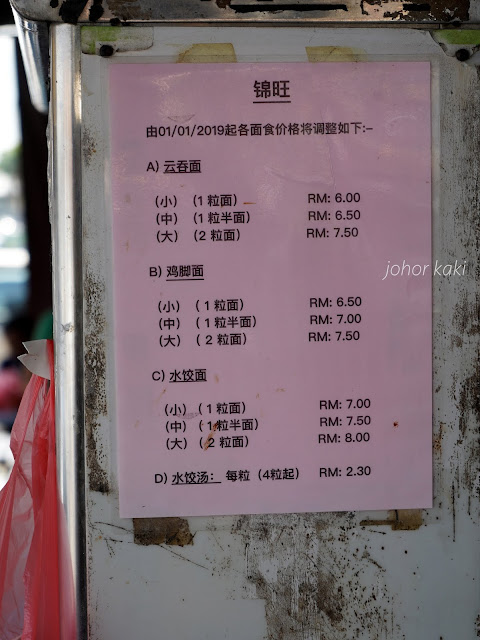 锦旺
由01/01/2019起各面食价格将调整如下:-
A) 云吞面
(小) (1粒面) RM: 6.00
(中) (1粒半面) RM: 6.50
(大) (2粒面) RM: 7.50
B) 鸡脚面
(小) (1粒面) RM: 6.50
(中) (1粒半面) RM: 7.00
(大) (2粒面) RM: 7.50
C) 水饺面
(小) (1粒面) RM: 7.00
(中) (1粒半面) RM: 7.50
(大) (2粒面) RM: 8.00
D) 水饺汤: 每粒 (4粒起) RM: 2.30
johor kaki